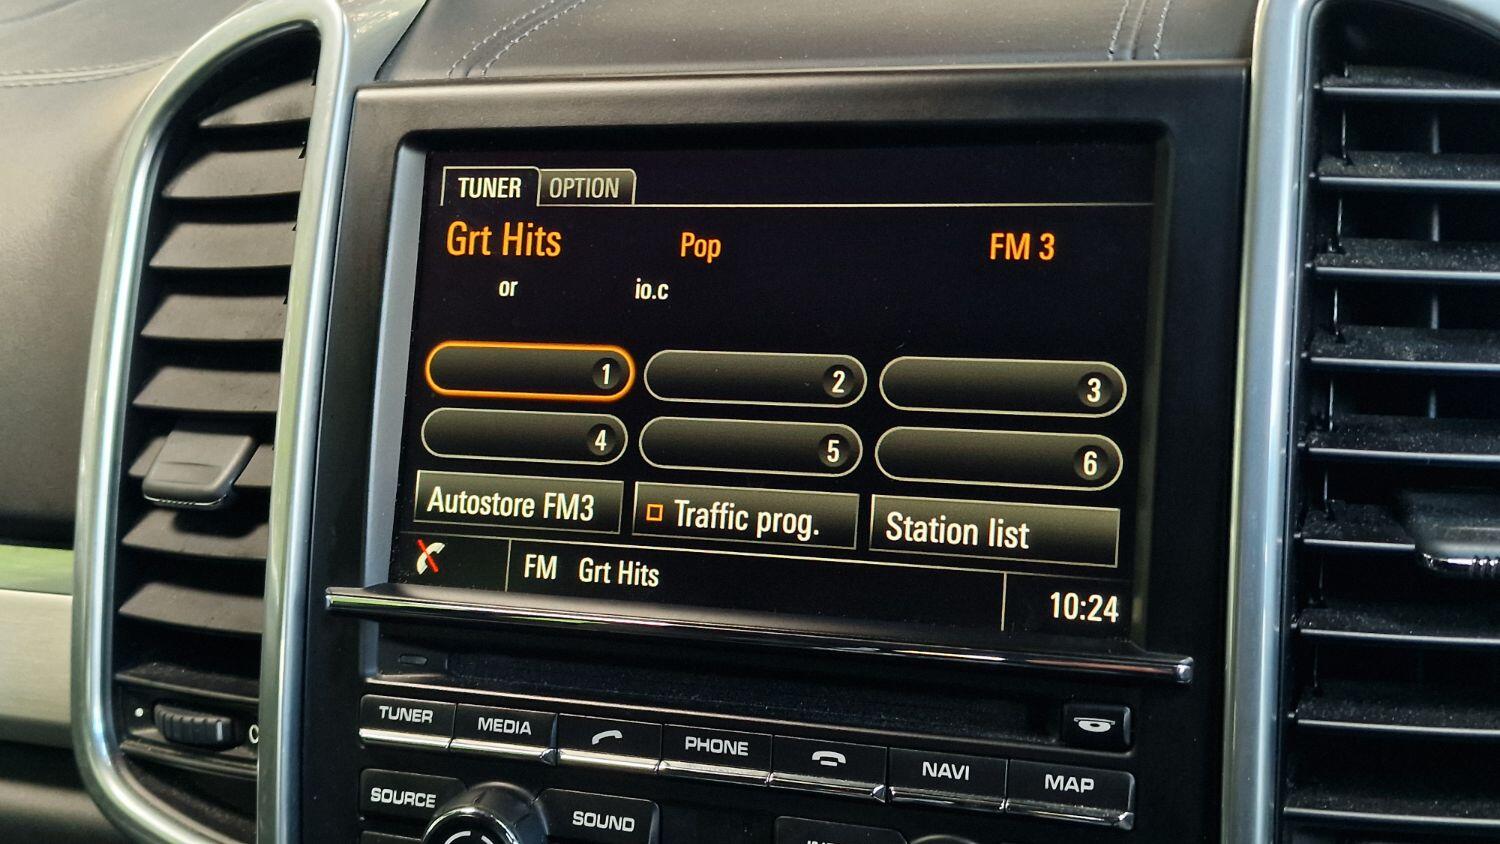 TUNER OPTION
Grt Hits Pop FM 3
or io.c
1 2 3
4 5 6
Autostore FM3 Traffic prog. Station list
FM Grt Hits 10:24
TUNER MEDIA PHONE NAVI MAP
SOURCE SOUND